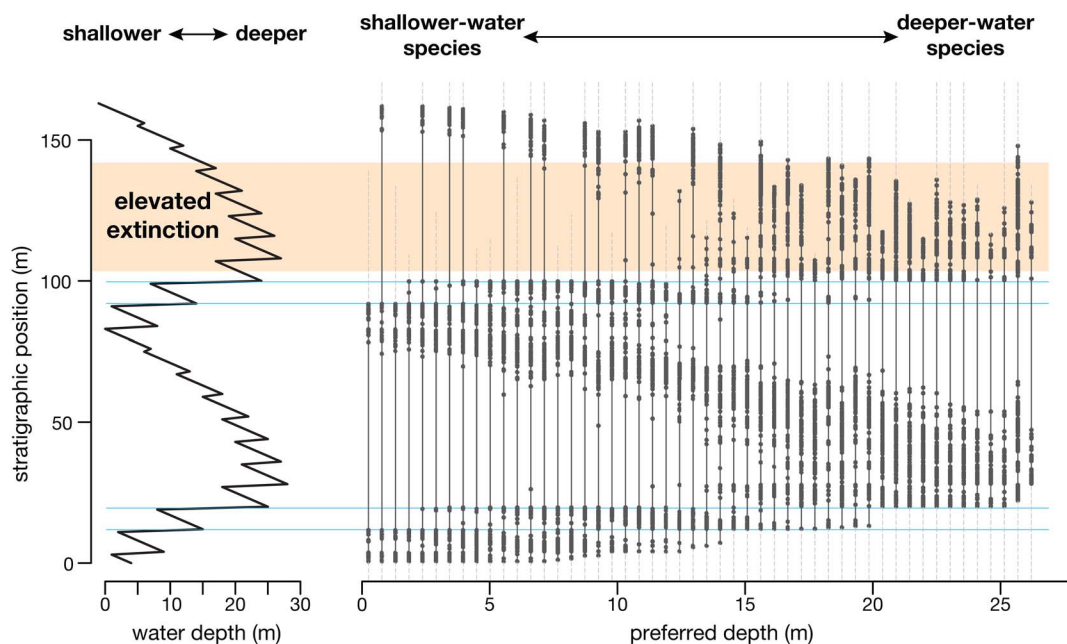 shallower ↔ deeper
shallower-water
species
deeper-water
species
stratigraphic position (m)
150
100
50
0
elevated
extinction
0 10 20 30
water depth (m)
0 5 10 15 20 25
preferred depth (m)